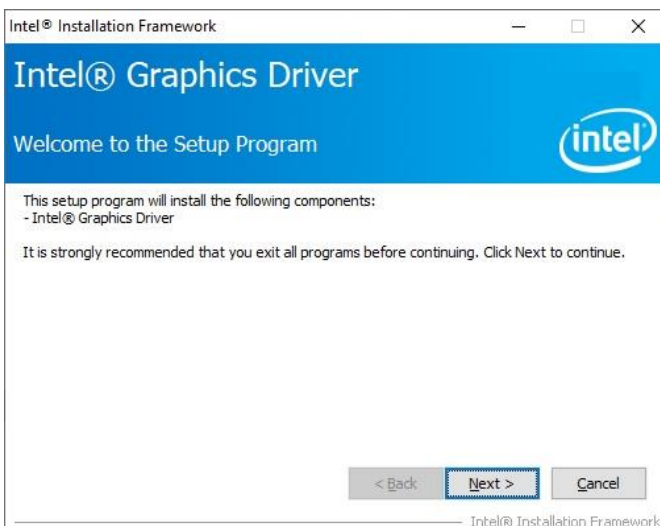 Intel® Installation Framework
Intel® Graphics Driver
Welcome to the Setup Program
intel
This setup program will install the following components:
- Intel® Graphics Driver
It is strongly recommended that you exit all programs before continuing. Click Next to continue.
< Back Next > Cancel
Intel® Installation Framework